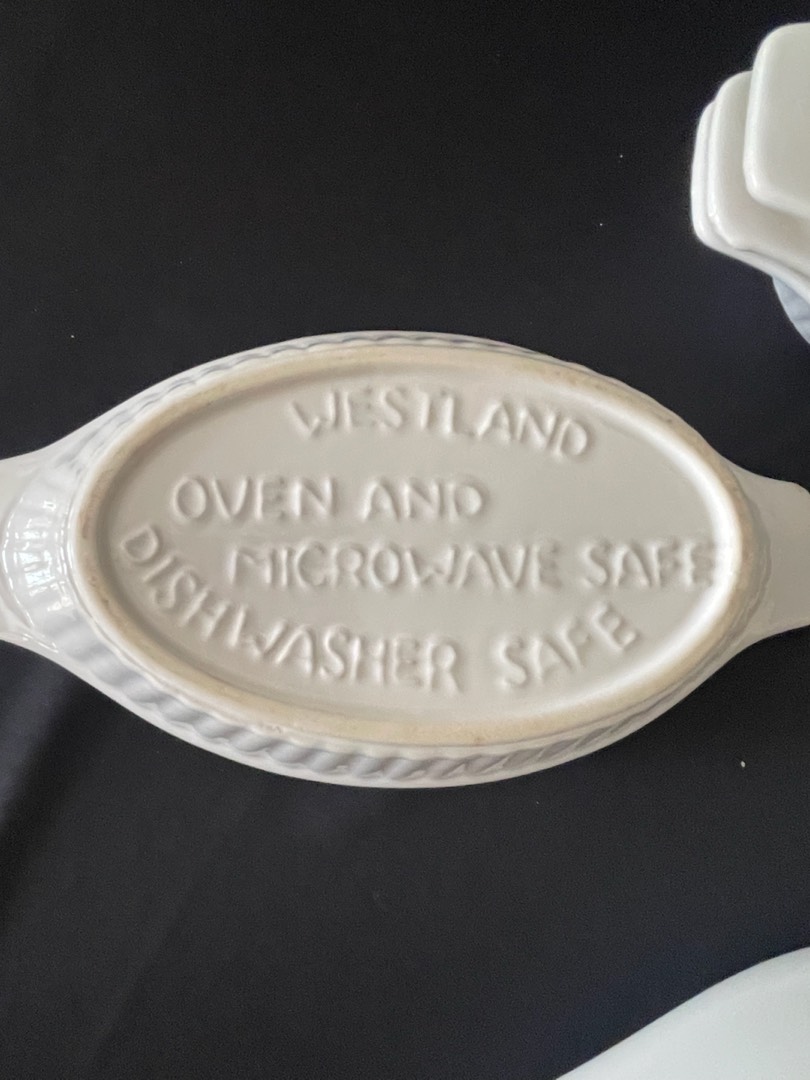 WESTLAND
OVEN AND
MICROWAVE SAFE
DISHWASHER SAFE